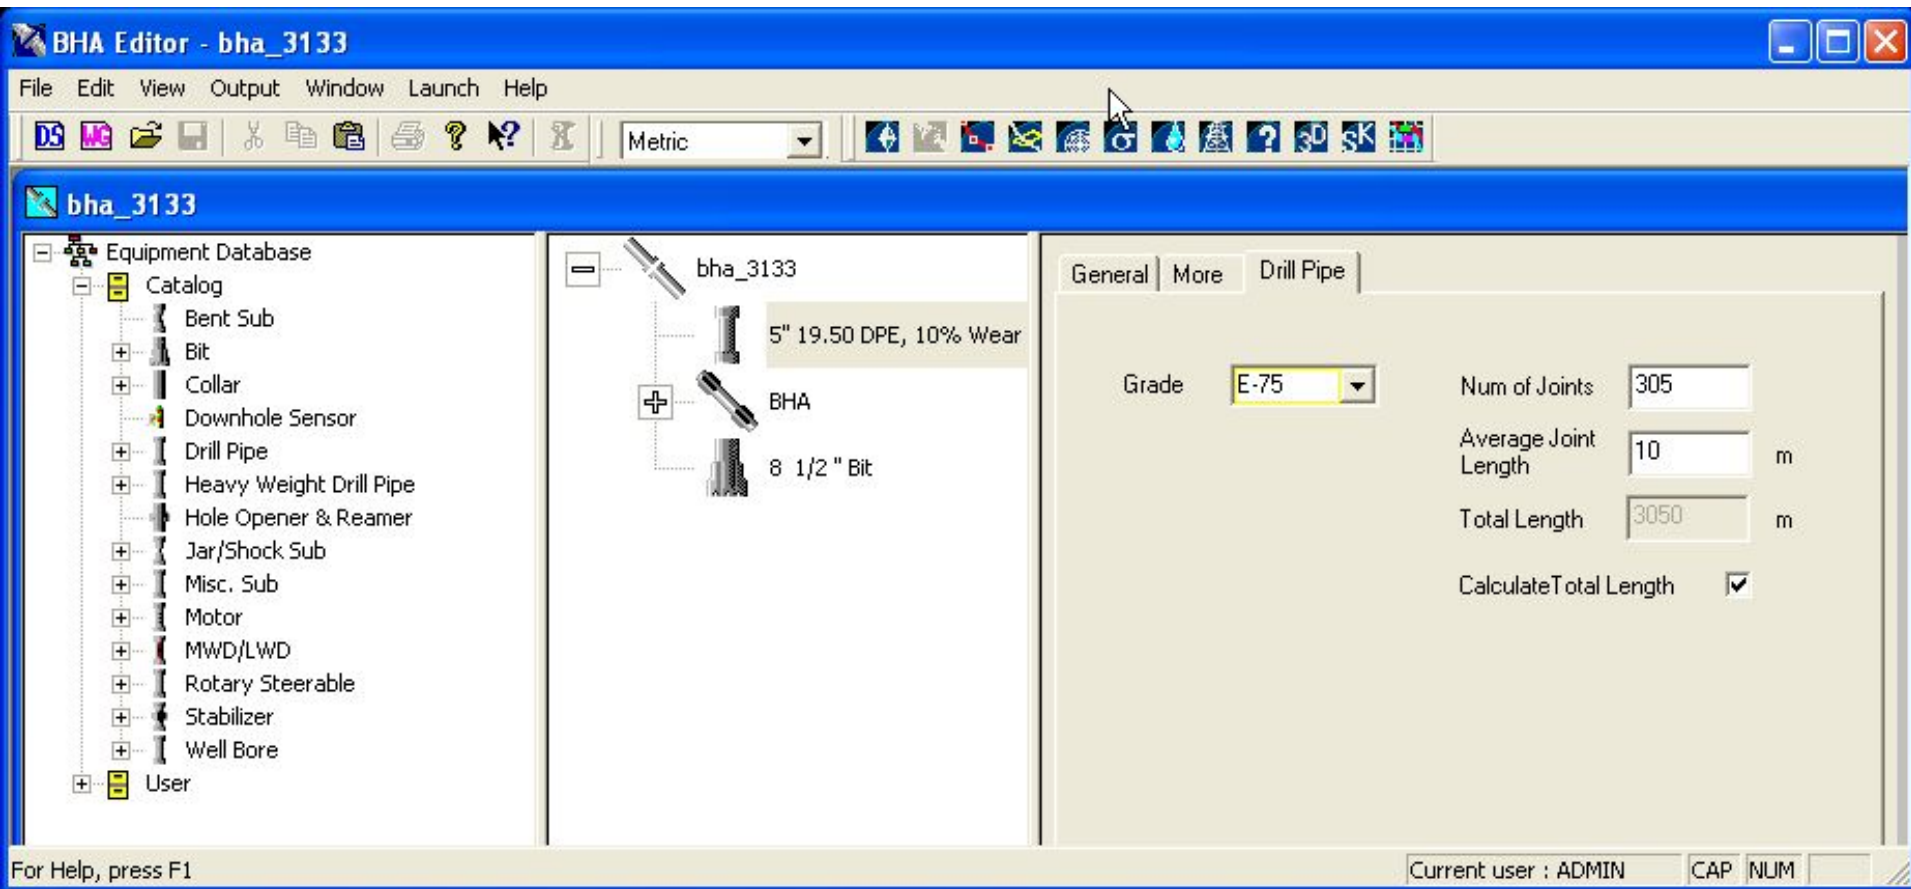 BHA Editor - bha_3133
File Edit View Output Window Launch Help
DS WG ? ? Metric σ ? 3D SK
bha_3133
Equipment Database
Catalog
Bent Sub
Bit
Collar
Downhole Sensor
Drill Pipe
Heavy Weight Drill Pipe
Hole Opener & Reamer
Jar/Shock Sub
Misc. Sub
Motor
MWD/LWD
Rotary Steerable
Stabilizer
Well Bore
User
bha_3133
5" 19.50 DPE, 10% Wear
BHA
8 1/2 " Bit
General More Drill Pipe
Grade E-75
Num of Joints 305
Average Joint
Length 10 m
Total Length 3050 m
CalculateTotal Length
For Help, press F1 Current user : ADMIN CAP NUM